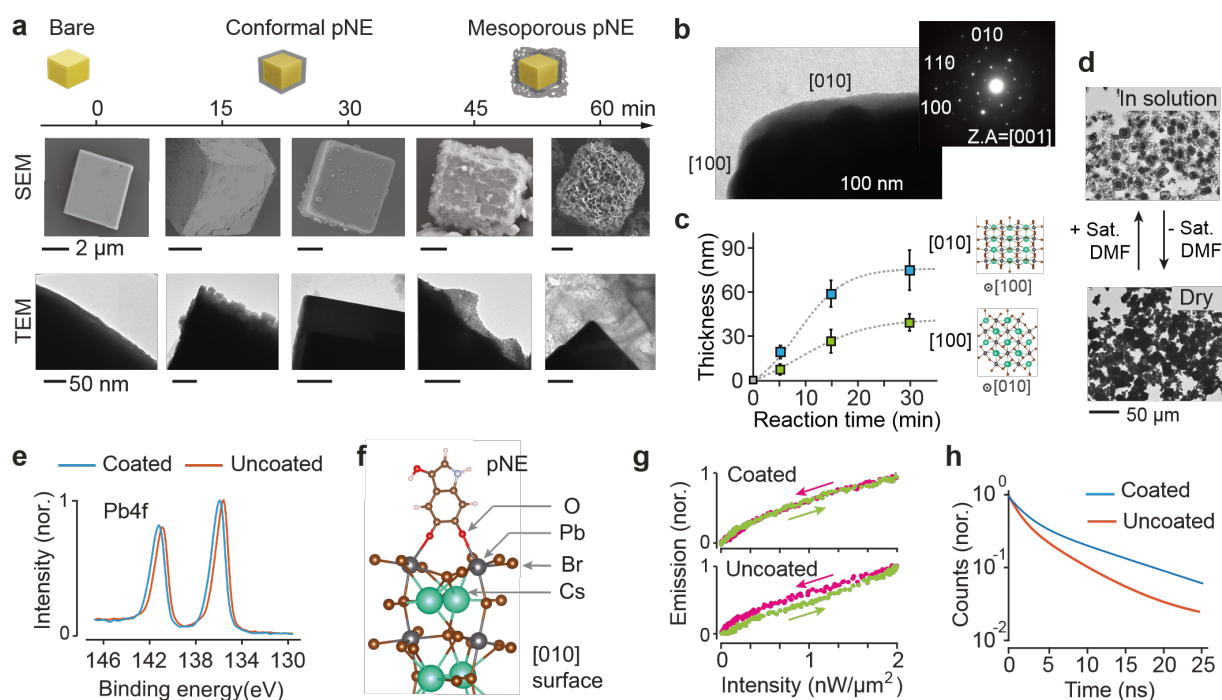 a
Bare
Conformal pNE
Mesoporous pNE
0
15
30
45
60 min
SEM
2 µm
TEM
50 nm
b
[010]
[100]
100 nm
010
110
100
Z.A=[001]
c
Thickness (nm)
90
60
30
0
0
10
20
30
Reaction time (min)
[010]
⊙[100]
[100]
⊙[010]
d
In solution
+ Sat.
DMF
- Sat.
DMF
Dry
50 µm
e
Coated
Uncoated
Pb4f
Intensity (nor.)
1
0
146
142
138
134
130
Binding energy(eV)
f
pNE
O
Pb
Br
Cs
[010]
surface
g
Coated
Uncoated
Emission (nor.)
1
0
1
0
0
1
2
Intensity (nW/µm²)
h
Coated
Uncoated
Counts (nor.)
10⁰
10⁻¹
10⁻²
0
5
10
15
20
25
Time (ns)